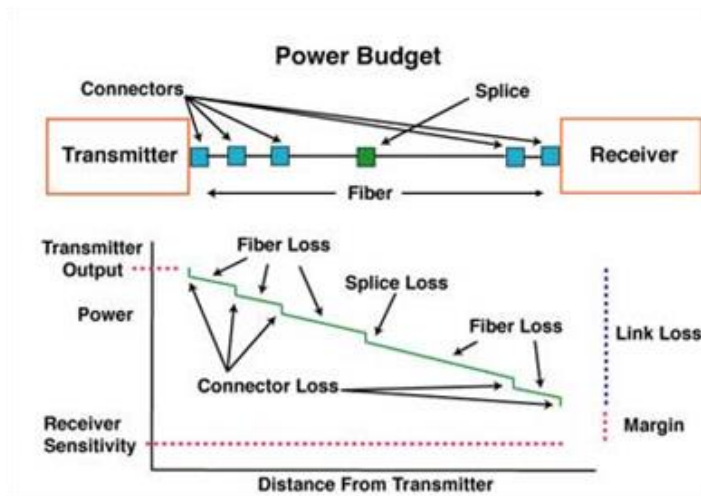 Power Budget
Connectors
Splice
Transmitter
Receiver
Fiber
Transmitter
Output
Fiber Loss
Splice Loss
Power
Fiber Loss
Link Loss
Connector Loss
Receiver
Sensitivity
Margin
Distance From Transmitter